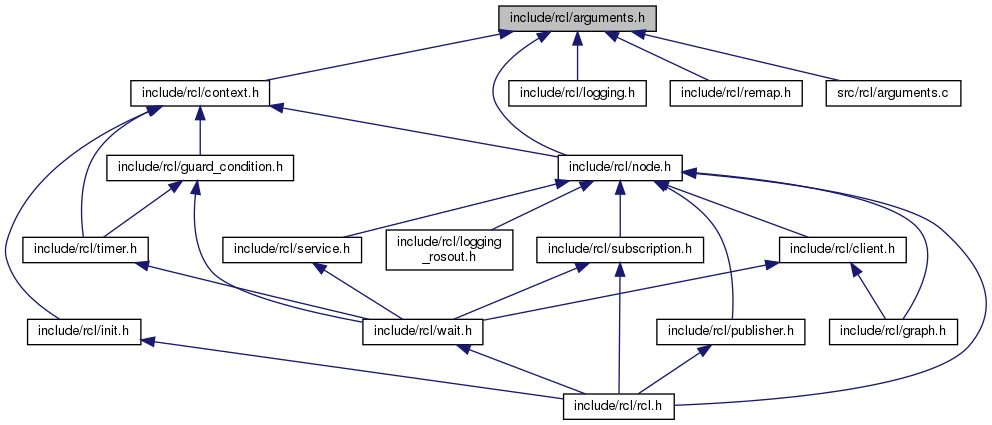 include/rcl/arguments.h
include/rcl/context.h
include/rcl/logging.h
include/rcl/remap.h
src/rcl/arguments.c
include/rcl/guard_condition.h
include/rcl/node.h
include/rcl/timer.h
include/rcl/service.h
include/rcl/logging
_rosout.h
include/rcl/subscription.h
include/rcl/client.h
include/rcl/init.h
include/rcl/wait.h
include/rcl/publisher.h
include/rcl/graph.h
include/rcl/rcl.h